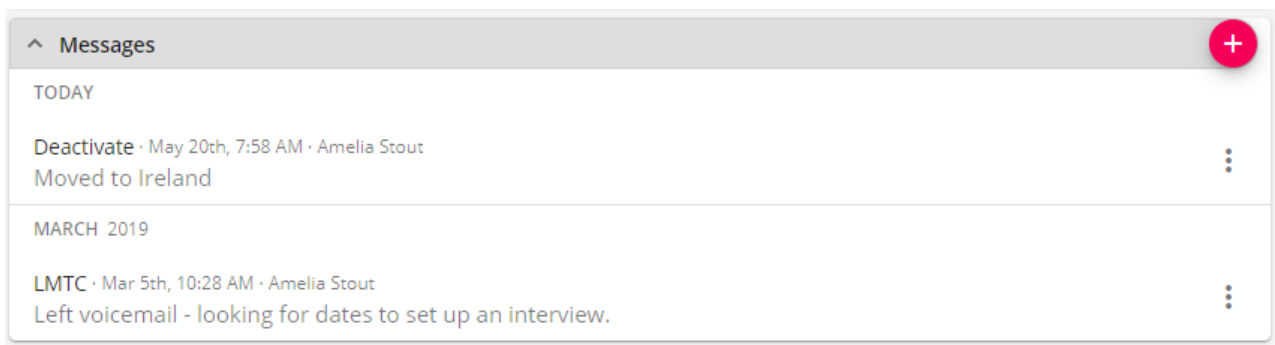 Messages
TODAY
Deactivate · May 20th, 7:58 AM · Amelia Stout
Moved to Ireland
MARCH 2019
LMTC · Mar 5th, 10:28 AM · Amelia Stout
Left voicemail - looking for dates to set up an interview.